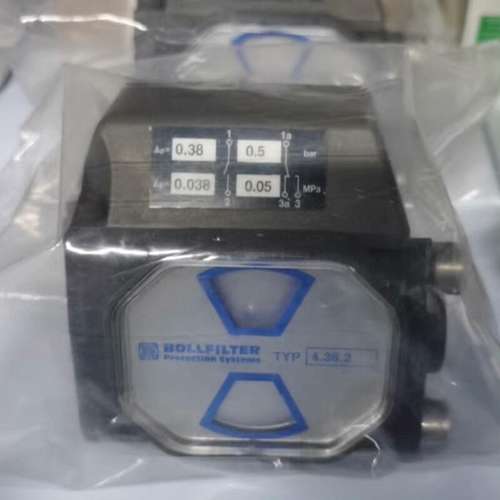 1 1a
Δp= 0.38 0.5 bar
Δp= 0.038 0.05 MPa
2 3a 3
BOLLFILTER
Protection Systems
TYP 4.36.2